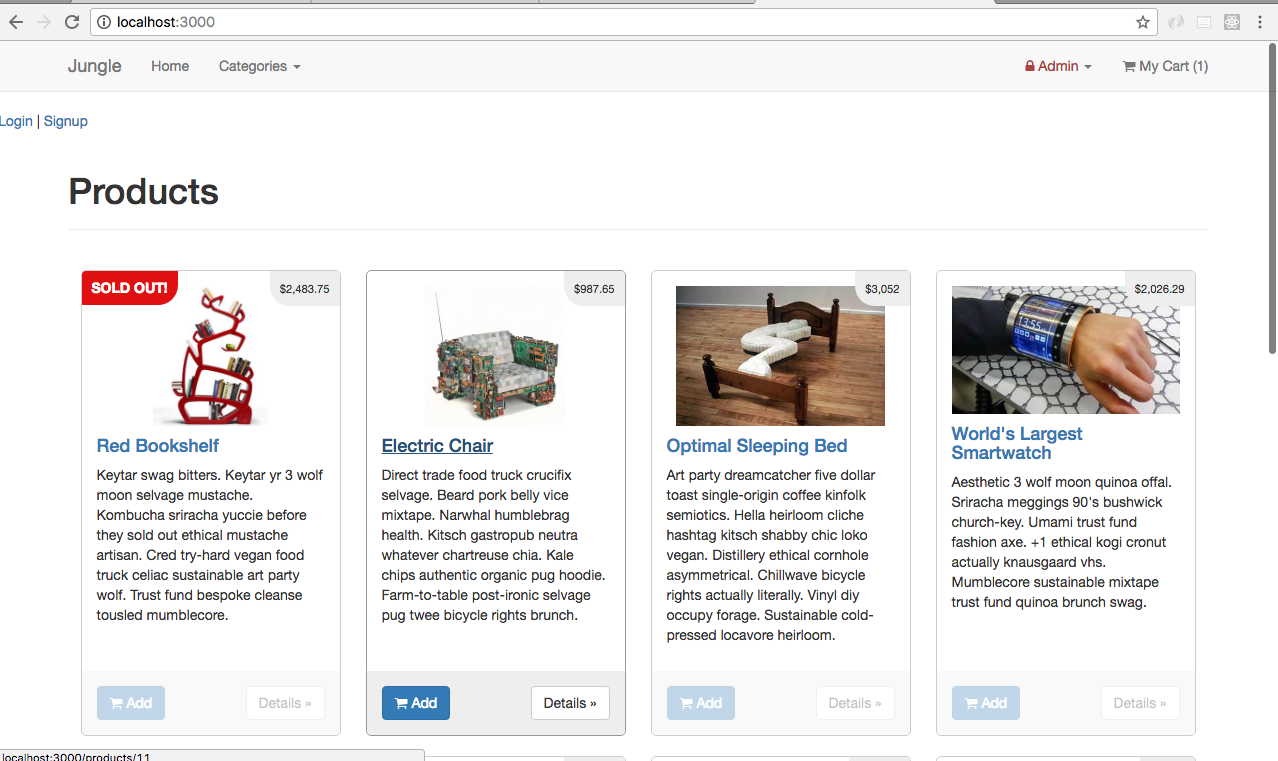 localhost:3000
Jungle Home Categories Admin My Cart (1)
Login | Signup
Products
SOLD OUT!
$2,483.75
Red Bookshelf
Keytar swag bitters. Keytar yr 3 wolf
moon selvage mustache.
Kombucha sriracha yuccie before
they sold out ethical mustache
artisan. Cred try-hard vegan food
truck celiac sustainable art party
wolf. Trust fund bespoke cleanse
tousled mumblecore.
Add Details »
$987.65
Electric Chair
Direct trade food truck crucifix
selvage. Beard pork belly vice
mixtape. Narwhal humblebrag
health. Kitsch gastropub neutra
whatever chartreuse chia. Kale
chips authentic organic pug hoodie.
Farm-to-table post-ironic selvage
pug twee bicycle rights brunch.
Add Details »
$3,052
Optimal Sleeping Bed
Art party dreamcatcher five dollar
toast single-origin coffee kinfolk
semiotics. Hella heirloom cliche
hashtag kitsch shabby chic loko
vegan. Distillery ethical cornhole
asymmetrical. Chillwave bicycle
rights actually literally. Vinyl diy
occupy forage. Sustainable cold-
pressed locavore heirloom.
Add Details »
$2,026.29
13:55
World's Largest
Smartwatch
Aesthetic 3 wolf moon quinoa offal.
Sriracha meggings 90's bushwick
church-key. Umami trust fund
fashion axe. +1 ethical kogi cronut
actually knausgaard vhs.
Mumblecore sustainable mixtape
trust fund quinoa brunch swag.
Add Details »
localhost:3000/products/11